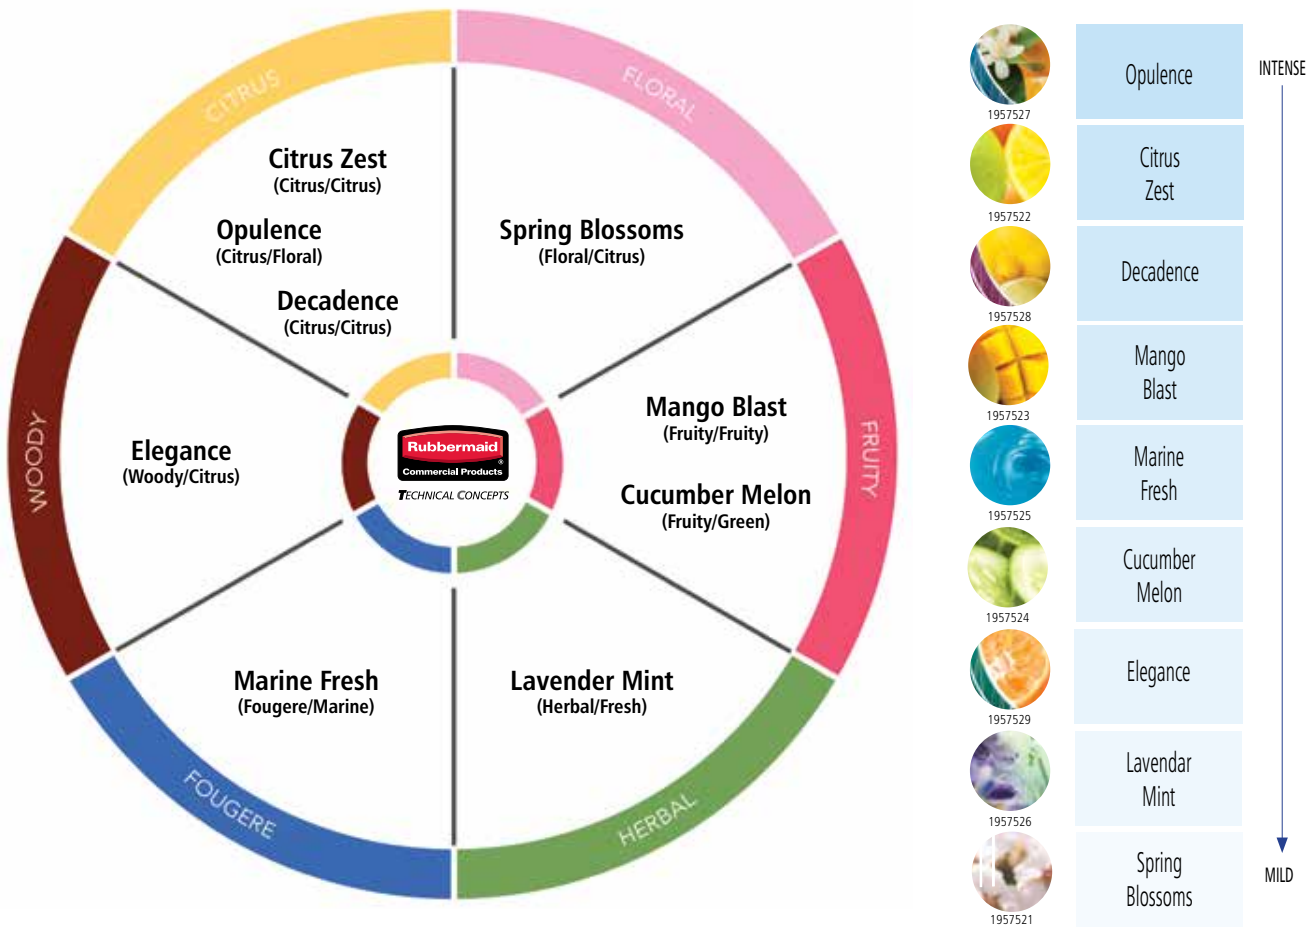 CITRUS
FLORAL
Citrus Zest
(Citrus/Citrus)
Opulence
(Citrus/Floral)
Decadence
(Citrus/Citrus)
Spring Blossoms
(Floral/Citrus)
WOODY
Elegance
(Woody/Citrus)
Rubbermaid
®
Commercial Products
TECHNICAL CONCEPTS
Mango Blast
(Fruity/Fruity)
Cucumber Melon
(Fruity/Green)
FRUITY
Marine Fresh
(Fougere/Marine)
Lavender Mint
(Herbal/Fresh)
FOUGERE
HERBAL
INTENSE
1957527
Opulence
1957522
Citrus
Zest
1957528
Decadence
1957523
Mango
Blast
1957525
Marine
Fresh
1957524
Cucumber
Melon
1957529
Elegance
1957526
Lavendar
Mint
1957521
Spring
Blossoms
MILD